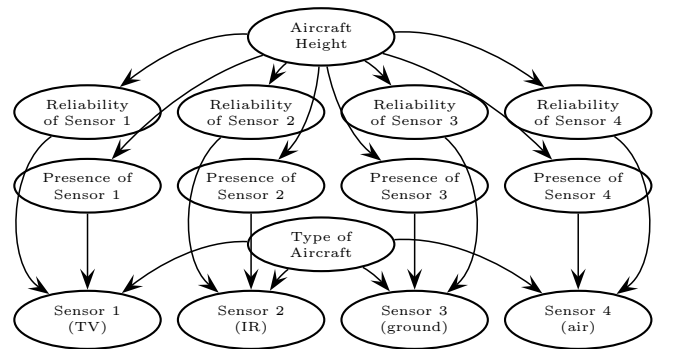 Aircraft
Height
Reliability
of Sensor 1
Reliability
of Sensor 2
Reliability
of Sensor 3
Reliability
of Sensor 4
Presence of
Sensor 1
Presence of
Sensor 2
Presence of
Sensor 3
Presence of
Sensor 4
Type of
Aircraft
Sensor 1
(TV)
Sensor 2
(IR)
Sensor 3
(ground)
Sensor 4
(air)